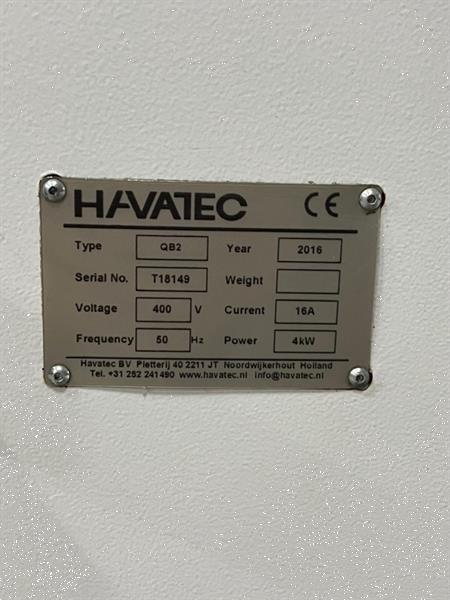 HAVATEC CE
Type QB2 Year 2016
Serial No. T18149 Weight
Voltage 400 V Current 16A
Frequency 50 Hz Power 4kW
Havatec BV Pletterij 40 2211 JT Noordwijkerhout Holland
Tel. +31 252 241490 www.havatec.nl info@havatec.nl